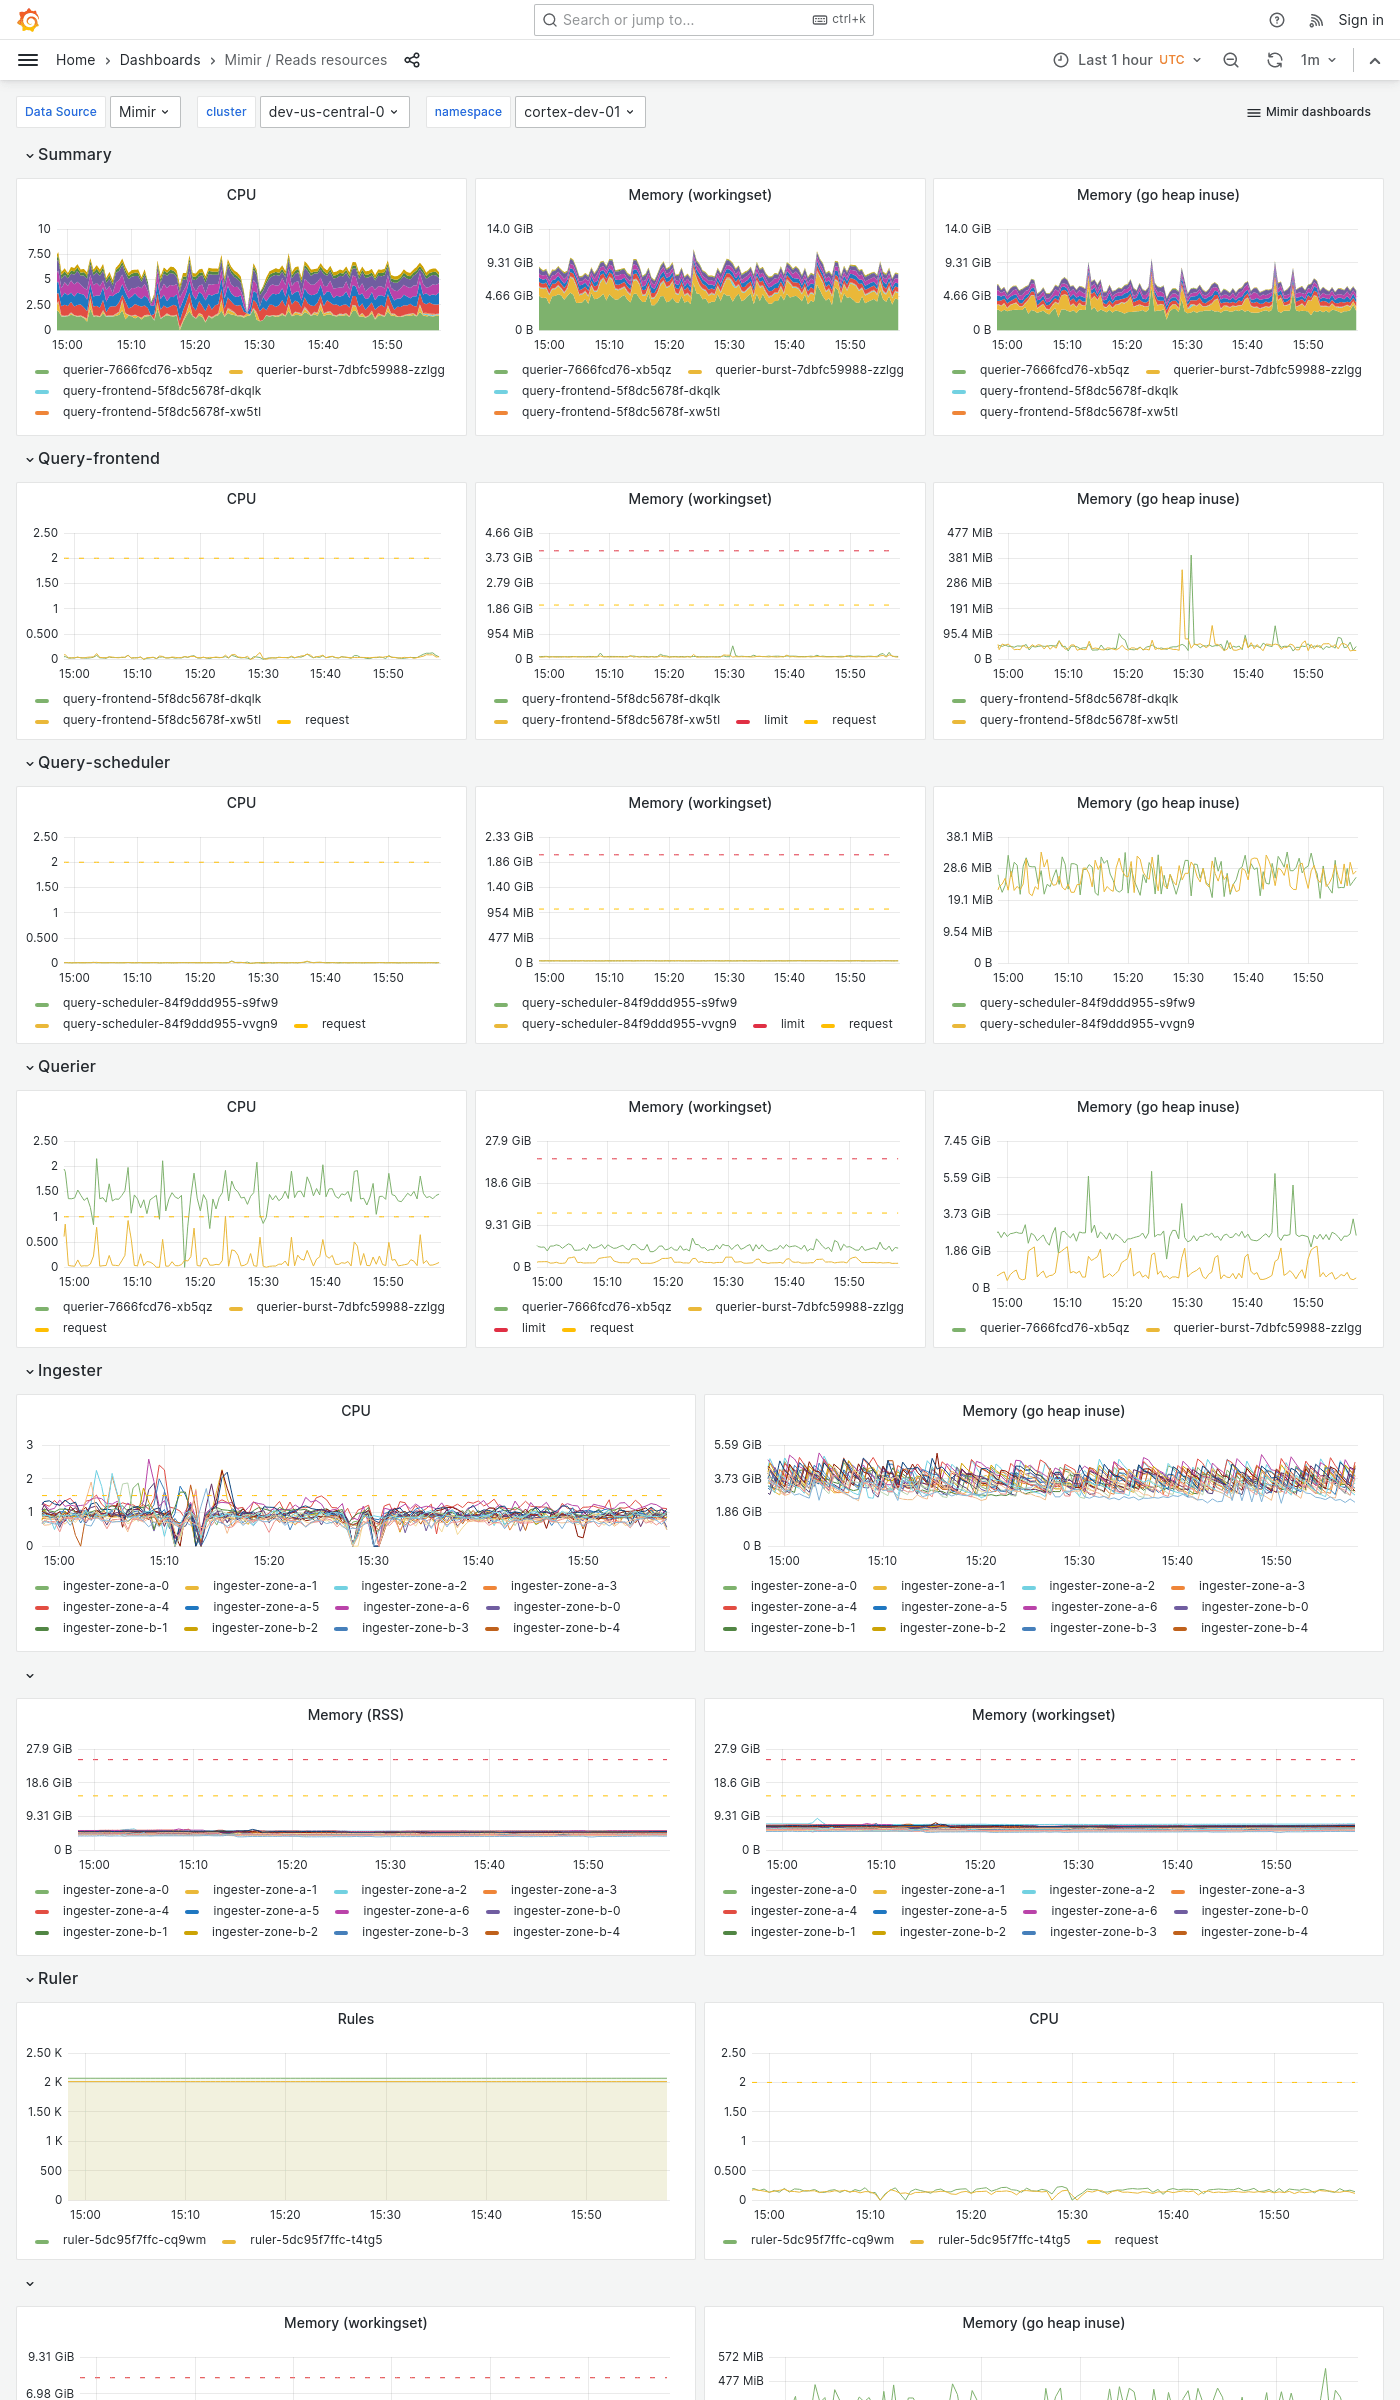 Search or jump to...
ctrl+k
Sign in
Home
Dashboards
Mimir / Reads resources
Last 1 hour UTC
1m
Data Source
Mimir
cluster
dev-us-central-0
namespace
cortex-dev-01
Mimir dashboards
Summary
CPU
10
7.50
5
2.50
0
15:00 15:10 15:20 15:30 15:40 15:50
querier-7666fcd76-xb5qz querier-burst-7dbfc59988-zzlgg
query-frontend-5f8dc5678f-dkqlk
query-frontend-5f8dc5678f-xw5tl
Memory (workingset)
14.0 GiB
9.31 GiB
4.66 GiB
0 B
15:00 15:10 15:20 15:30 15:40 15:50
querier-7666fcd76-xb5qz querier-burst-7dbfc59988-zzlgg
query-frontend-5f8dc5678f-dkqlk
query-frontend-5f8dc5678f-xw5tl
Memory (go heap inuse)
14.0 GiB
9.31 GiB
4.66 GiB
0 B
15:00 15:10 15:20 15:30 15:40 15:50
querier-7666fcd76-xb5qz querier-burst-7dbfc59988-zzlgg
query-frontend-5f8dc5678f-dkqlk
query-frontend-5f8dc5678f-xw5tl
Query-frontend
CPU
2.50
2
1.50
1
0.500
0
15:00 15:10 15:20 15:30 15:40 15:50
query-frontend-5f8dc5678f-dkqlk
query-frontend-5f8dc5678f-xw5tl request
Memory (workingset)
4.66 GiB
3.73 GiB
2.79 GiB
1.86 GiB
954 MiB
0 B
15:00 15:10 15:20 15:30 15:40 15:50
query-frontend-5f8dc5678f-dkqlk
query-frontend-5f8dc5678f-xw5tl limit request
Memory (go heap inuse)
477 MiB
381 MiB
286 MiB
191 MiB
95.4 MiB
0 B
15:00 15:10 15:20 15:30 15:40 15:50
query-frontend-5f8dc5678f-dkqlk
query-frontend-5f8dc5678f-xw5tl
Query-scheduler
CPU
2.50
2
1.50
1
0.500
0
15:00 15:10 15:20 15:30 15:40 15:50
query-scheduler-84f9ddd955-s9fw9
query-scheduler-84f9ddd955-vvgn9 request
Memory (workingset)
2.33 GiB
1.86 GiB
1.40 GiB
954 MiB
477 MiB
0 B
15:00 15:10 15:20 15:30 15:40 15:50
query-scheduler-84f9ddd955-s9fw9
query-scheduler-84f9ddd955-vvgn9 limit request
Memory (go heap inuse)
38.1 MiB
28.6 MiB
19.1 MiB
9.54 MiB
0 B
15:00 15:10 15:20 15:30 15:40 15:50
query-scheduler-84f9ddd955-s9fw9
query-scheduler-84f9ddd955-vvgn9
Querier
CPU
2.50
2
1.50
1
0.500
0
15:00 15:10 15:20 15:30 15:40 15:50
querier-7666fcd76-xb5qz querier-burst-7dbfc59988-zzlgg
request
Memory (workingset)
27.9 GiB
18.6 GiB
9.31 GiB
0 B
15:00 15:10 15:20 15:30 15:40 15:50
querier-7666fcd76-xb5qz querier-burst-7dbfc59988-zzlgg
limit request
Memory (go heap inuse)
7.45 GiB
5.59 GiB
3.73 GiB
1.86 GiB
0 B
15:00 15:10 15:20 15:30 15:40 15:50
querier-7666fcd76-xb5qz querier-burst-7dbfc59988-zzlgg
Ingester
CPU
3
2
1
0
15:00 15:10 15:20 15:30 15:40 15:50
ingester-zone-a-0 ingester-zone-a-1 ingester-zone-a-2 ingester-zone-a-3
ingester-zone-a-4 ingester-zone-a-5 ingester-zone-a-6 ingester-zone-b-0
ingester-zone-b-1 ingester-zone-b-2 ingester-zone-b-3 ingester-zone-b-4
Memory (go heap inuse)
5.59 GiB
3.73 GiB
1.86 GiB
0 B
15:00 15:10 15:20 15:30 15:40 15:50
ingester-zone-a-0 ingester-zone-a-1 ingester-zone-a-2 ingester-zone-a-3
ingester-zone-a-4 ingester-zone-a-5 ingester-zone-a-6 ingester-zone-b-0
ingester-zone-b-1 ingester-zone-b-2 ingester-zone-b-3 ingester-zone-b-4
Memory (RSS)
27.9 GiB
18.6 GiB
9.31 GiB
0 B
15:00 15:10 15:20 15:30 15:40 15:50
ingester-zone-a-0 ingester-zone-a-1 ingester-zone-a-2 ingester-zone-a-3
ingester-zone-a-4 ingester-zone-a-5 ingester-zone-a-6 ingester-zone-b-0
ingester-zone-b-1 ingester-zone-b-2 ingester-zone-b-3 ingester-zone-b-4
Memory (workingset)
27.9 GiB
18.6 GiB
9.31 GiB
0 B
15:00 15:10 15:20 15:30 15:40 15:50
ingester-zone-a-0 ingester-zone-a-1 ingester-zone-a-2 ingester-zone-a-3
ingester-zone-a-4 ingester-zone-a-5 ingester-zone-a-6 ingester-zone-b-0
ingester-zone-b-1 ingester-zone-b-2 ingester-zone-b-3 ingester-zone-b-4
Ruler
Rules
2.50 K
2 K
1.50 K
1 K
500
0
15:00 15:10 15:20 15:30 15:40 15:50
ruler-5dc95f7ffc-cq9wm ruler-5dc95f7ffc-t4tg5
CPU
2.50
2
1.50
1
0.500
0
15:00 15:10 15:20 15:30 15:40 15:50
ruler-5dc95f7ffc-cq9wm ruler-5dc95f7ffc-t4tg5 request
Memory (workingset)
9.31 GiB
6.98 GiB
Memory (go heap inuse)
572 MiB
477 MiB